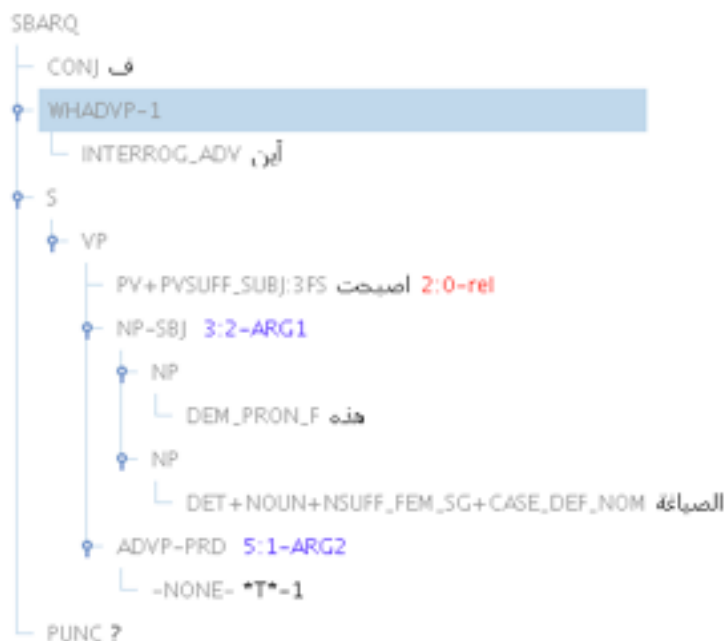 SBARQ
CONJ ف
WHADVP-1
INTERROG_ADV أين
S
VP
PV+PVSUFF_SUBJ:3FS اصبحت 2:0-rel
NP-SBJ 3:2-ARG1
NP
DEM_PRON_F هذه
NP
DET+NOUN+NSUFF_FEM_SG+CASE_DEF_NOM الصياغة
ADVP-PRD 5:1-ARG2
-NONE- *T*-1
PUNC ?